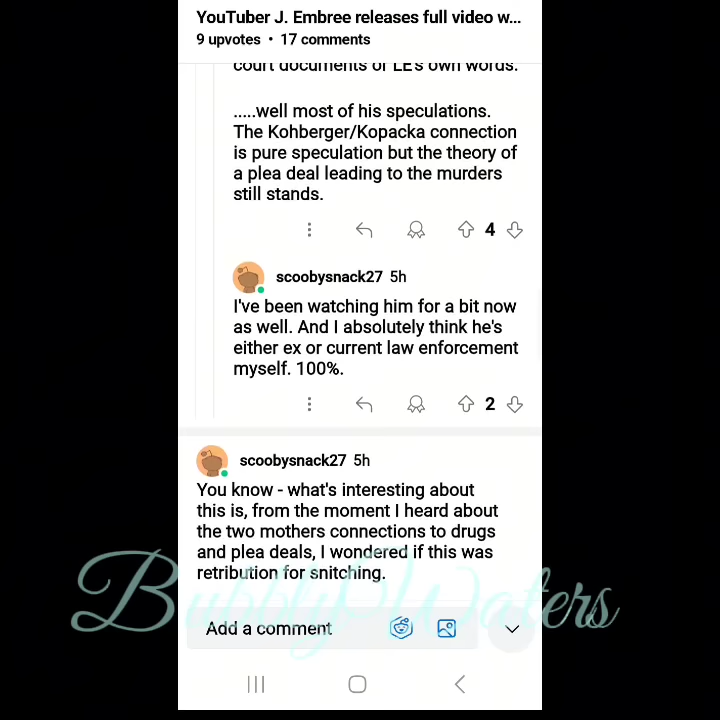 YouTuber J. Embree releases full video w...
9 upvotes • 17 comments
court documents or LE's own words.
.....well most of his speculations.
The Kohberger/Kopacka connection
is pure speculation but the theory of
a plea deal leading to the murders
still stands.
4
scoobysnack27 5h
I've been watching him for a bit now
as well. And I absolutely think he's
either ex or current law enforcement
myself. 100%.
2
scoobysnack27 5h
You know - what's interesting about
this is, from the moment I heard about
the two mothers connections to drugs
and plea deals, I wondered if this was
retribution for snitching.
BubblyWaters
Add a comment